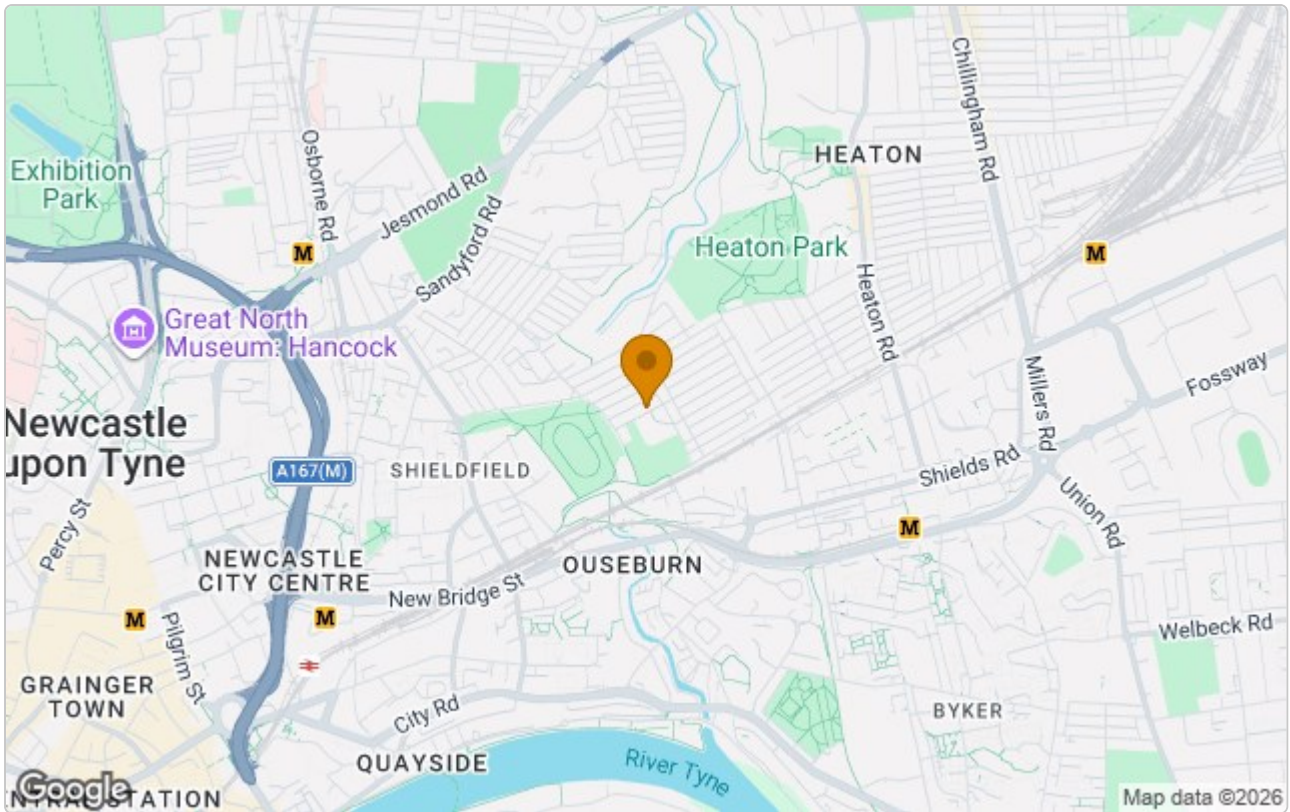 Exhibition
Park
Osborne Rd
Jesmond Rd
Sandyford Rd
HEATON
Chillingham Rd
Heaton Park
Heaton Rd
M
M
Great North
Museum: Hancock
Millers Rd
Fossway
Newcastle
upon Tyne
A167(M)
SHIELDFIELD
Shields Rd
Union Rd
Percy St
M
NEWCASTLE
CITY CENTRE
OUSEBURN
New Bridge St
M
M
Pilgrim St
Welbeck Rd
GRAINGER
TOWN
City Rd
BYKER
QUAYSIDE
River Tyne
Google
NTRAL STATION
Map data ©2026